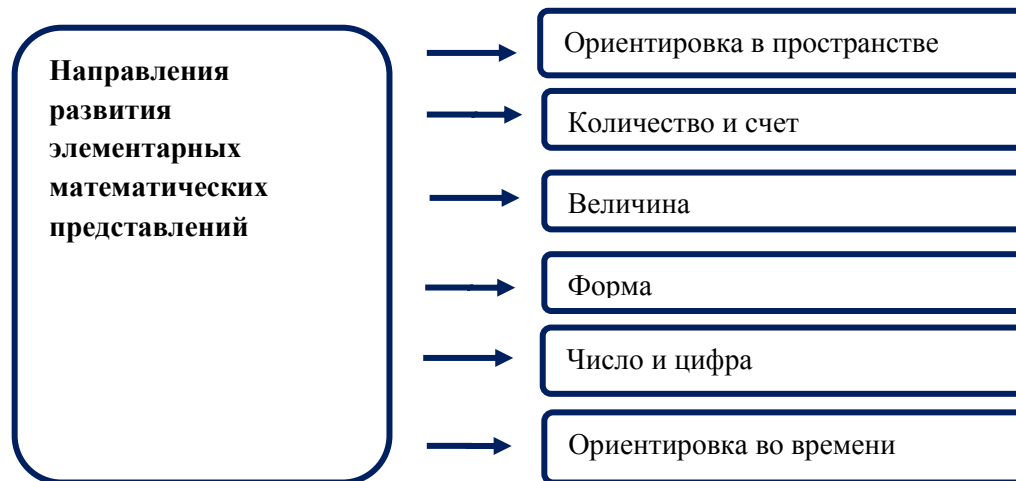 Направления
развития
элементарных
математических
представлений
Ориентировка в пространстве
Количество и счет
Величина
Форма
Число и цифра
Ориентировка во времени